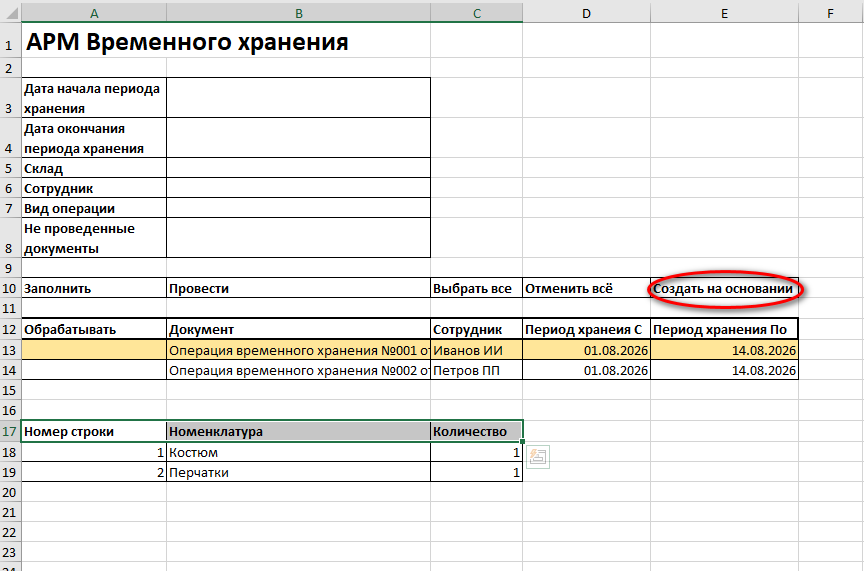 A B C D E F
1 АРМ Временного хранения
2
Дата начала периода
3 хранения
Дата окончания
4 периода хранения
5 Склад
6 Сотрудник
7 Вид операции
Не проведенные
8 документы
9
10 Заполнить Провести Выбрать все Отменить всё Создать на основании
11
12 Обрабатывать Документ Сотрудник Период хранеия С Период хранения По
13 Операция временного хранения №001 от Иванов ИИ 01.08.2026 14.08.2026
14 Операция временного хранения №002 от Петров ПП 01.08.2026 14.08.2026
15
16
17 Номер строки Номенклатура Количество
18 1 Костюм 1
19 2 Перчатки 1
20
21
22
23